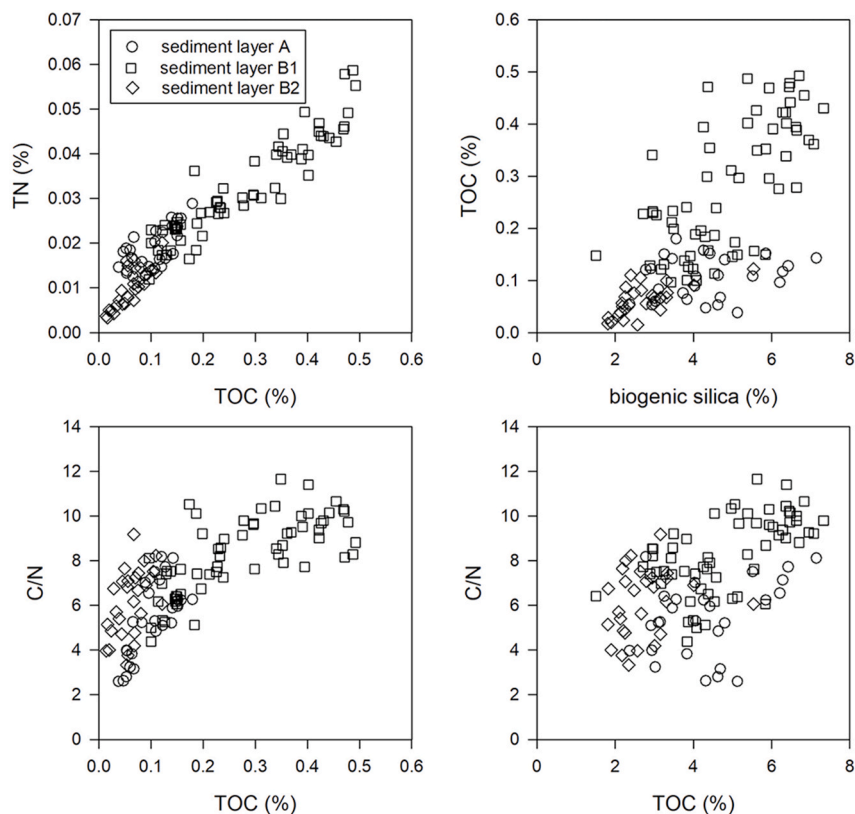 0.07
0.06
0.05
0.04
0.03
0.02
0.01
0.00
TN (%)
sediment layer A
sediment layer B1
sediment layer B2
0.0 0.1 0.2 0.3 0.4 0.5 0.6
TOC (%)
0.6
0.5
0.4
0.3
0.2
0.1
0.0
TOC (%)
0 2 4 6 8
biogenic silica (%)
14
12
10
8
6
4
2
0
C/N
0.0 0.1 0.2 0.3 0.4 0.5 0.6
TOC (%)
14
12
10
8
6
4
2
0
C/N
0 2 4 6 8
TOC (%)